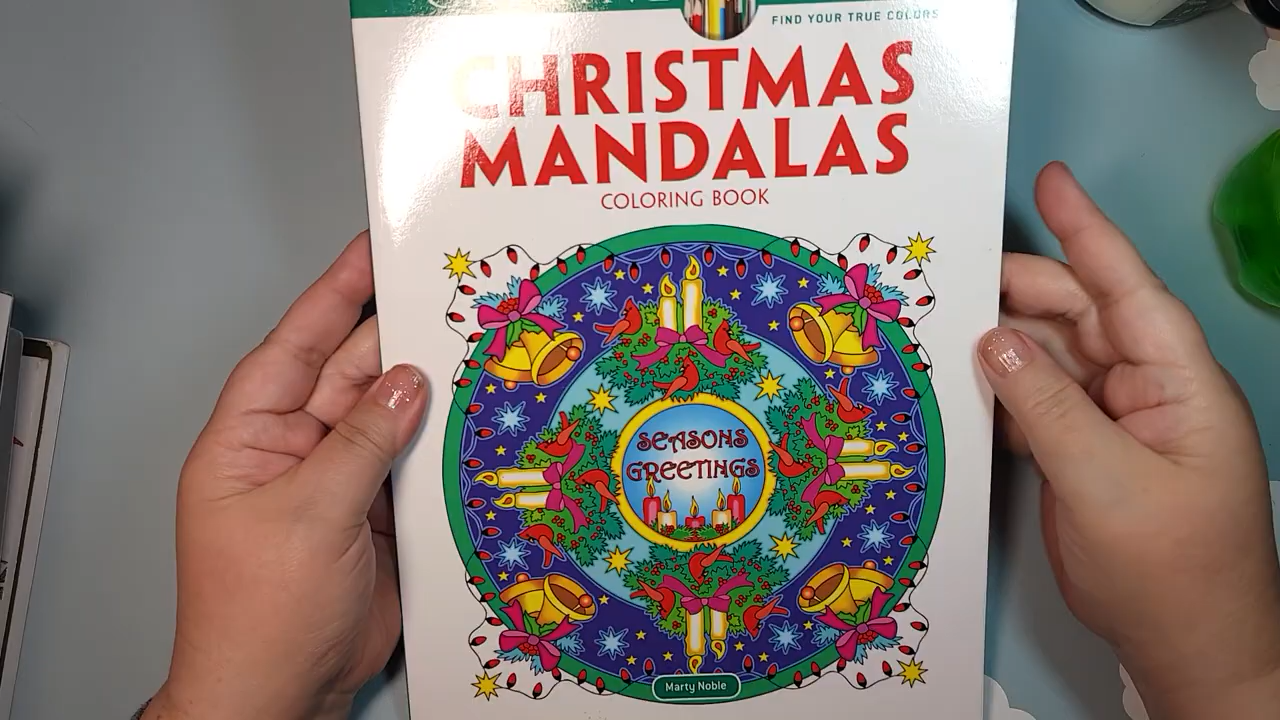 FIND YOUR TRUE COLORS
CHRISTMAS
MANDALAS
COLORING BOOK
SEASONS
GREETINGS
Marty Noble